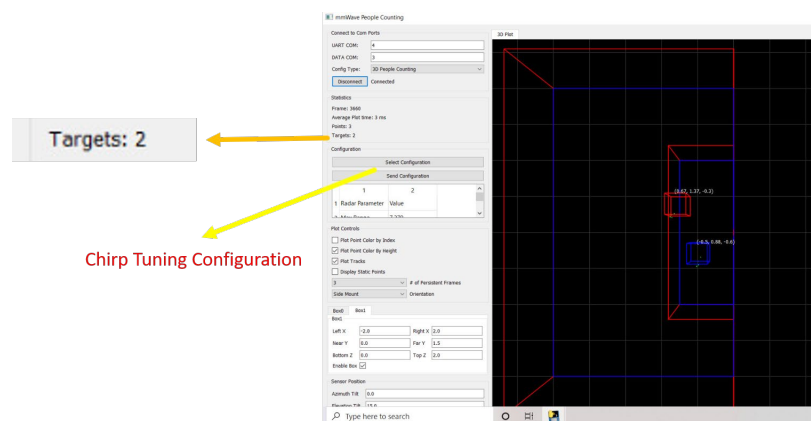 mmWave People Counting
Connect to Com Ports
UART COM: 4
DATA COM: 3
Config Type: 3D People Counting
Disconnect Connected
Statistics
Frame: 3660
Average Plot time: 3 ms
Points: 3
Targets: 2
Configuration
Select Configuration
Send Configuration
1 2
1 Radar Parameter Value
Max Range 7.270
Plot Controls
Plot Point Color by Index
Plot Point Color By Height
Plot Tracks
Display Static Points
3 # of Persistent Frames
Side Mount Orientation
Box0 Box1
Box1
Left X -2.0 Right X 2.0
Near Y 0.0 Far Y 1.5
Bottom Z 0.0 Top Z 2.0
Enable Box
Sensor Position
Azimuth Tilt 0.0
Elevation Tilt 15.0
Type here to search
3D Plot
(0.67, 1.37, -0.3)
(-0.5, 0.88, -0.6)
Targets: 2
Chirp Tuning Configuration